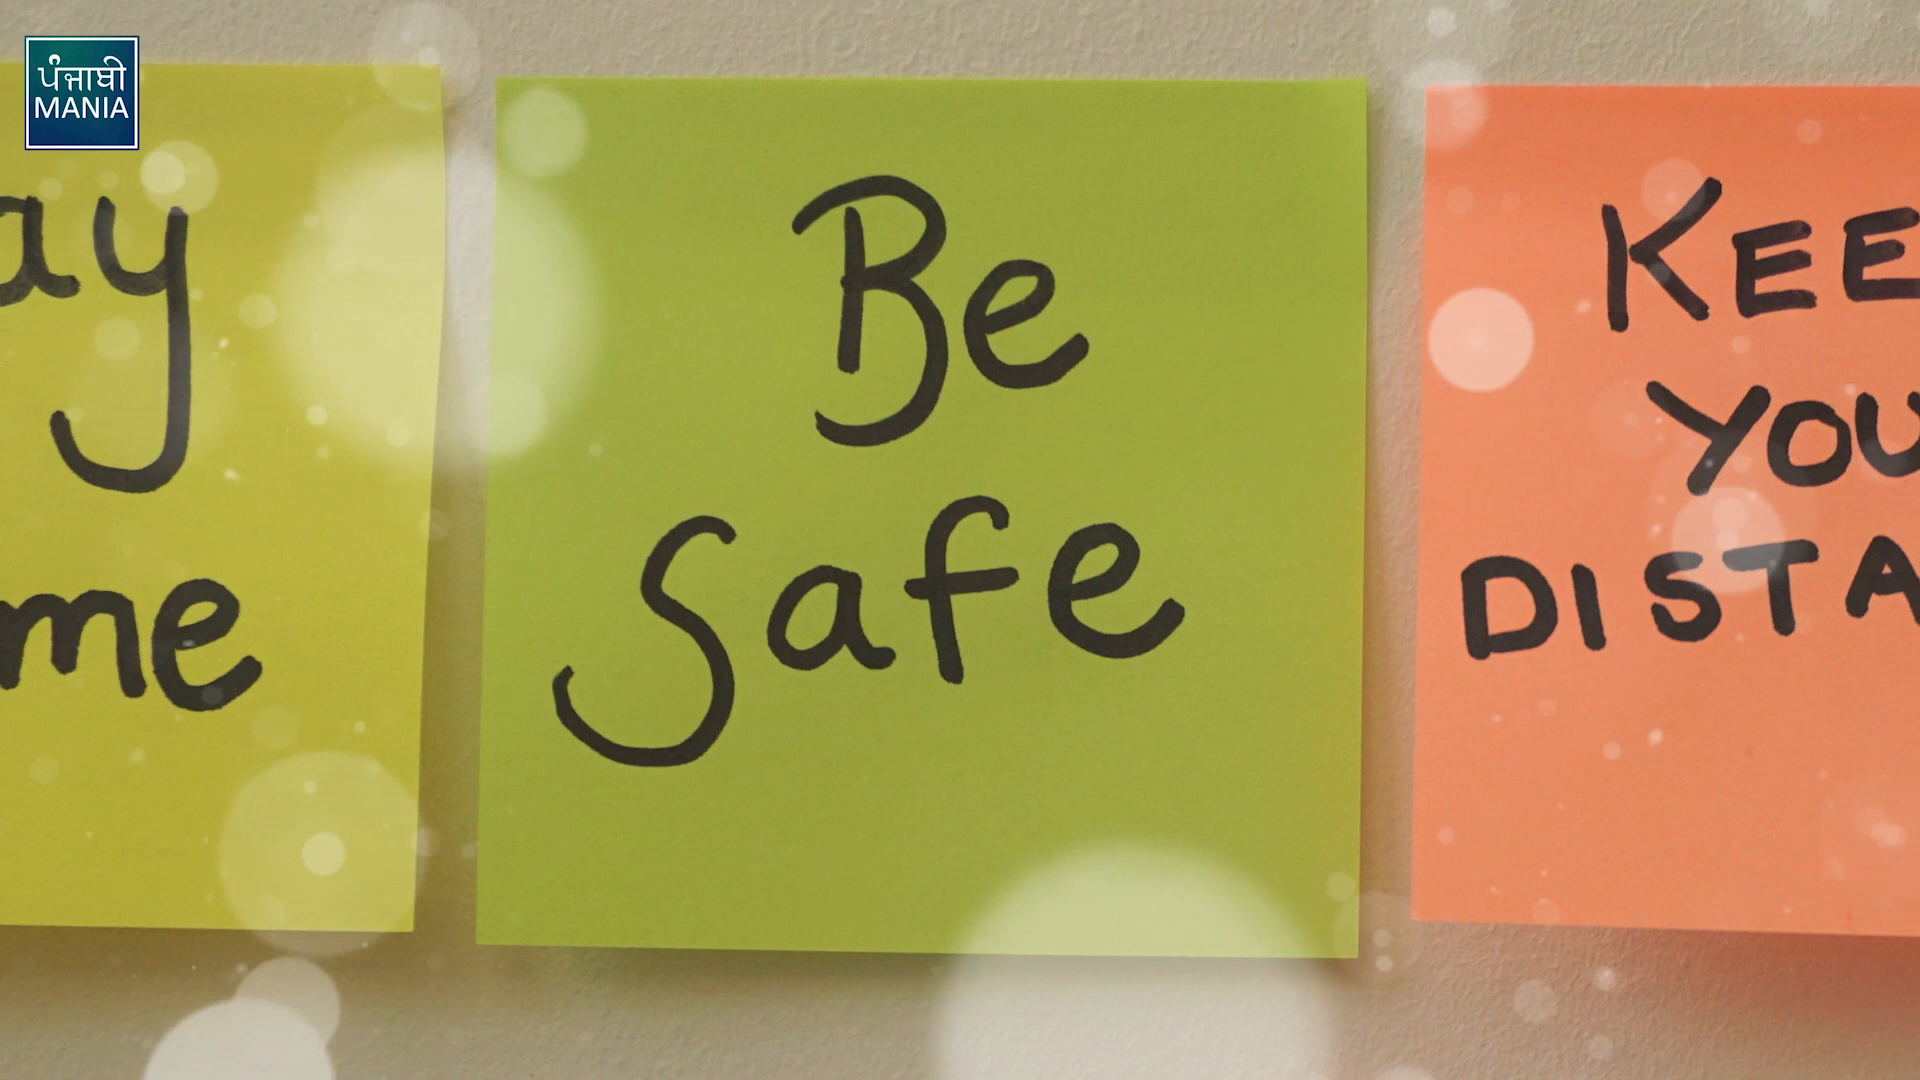 ਪੰਜਾਬੀ
MANIA
ay
me
Be
Safe
KEE
YOU
DISTA